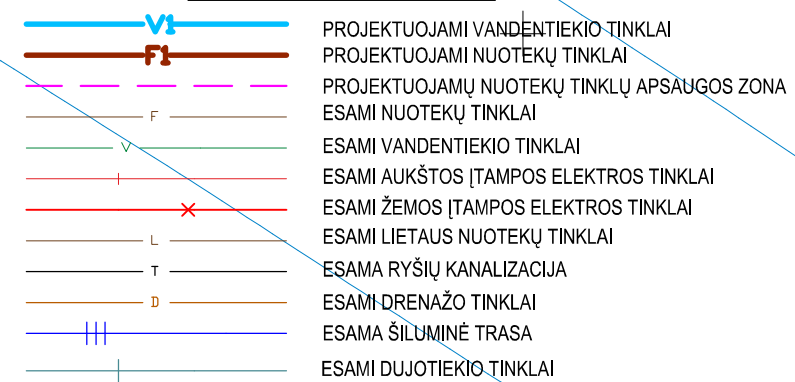 V1 PROJEKTUOJAMI VANDENTIEKIO TINKLAI
F1 PROJEKTUOJAMI NUOTEKŲ TINKLAI
PROJEKTUOJAMŲ NUOTEKŲ TINKLŲ APSAUGOS ZONA
F ESAMI NUOTEKŲ TINKLAI
V ESAMI VANDENTIEKIO TINKLAI
ESAMI AUKŠTOS ĮTAMPOS ELEKTROS TINKLAI
ESAMI ŽEMOS ĮTAMPOS ELEKTROS TINKLAI
L ESAMI LIETAUS NUOTEKŲ TINKLAI
T ESAMA RYŠIŲ KANALIZACIJA
D ESAMI DRENAŽO TINKLAI
ESAMA ŠILUMINĖ TRASA
ESAMI DUJOTIEKIO TINKLAI